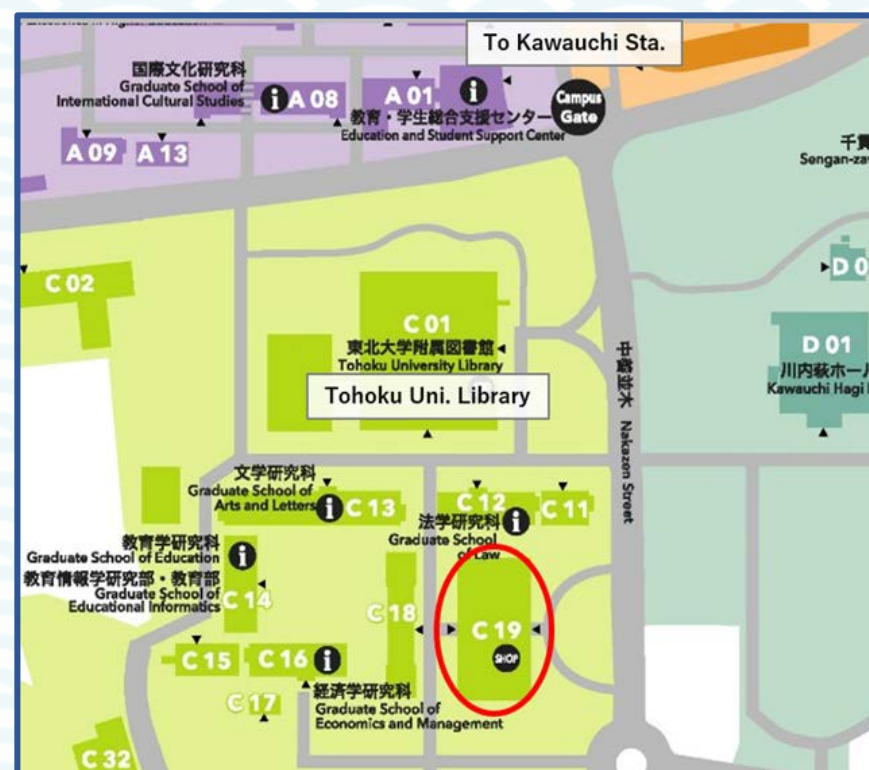 To Kawauchi Sta.
国際文化研究科
Graduate School of
International Cultural Studies
i
A 08
A 01
i
Campus
Gate
教育・学生総合支援センター
Education and Student Support Center
A 09
A 13
Sengan-za
C 02
C 01
東北大学附属図書館
Tohoku University Library
Tohoku Uni. Library
D 0
D 01
川内萩ホー
Kawauchi Hagi
中善並木 Nakazen Street
文学研究科
Graduate School of
Arts and Letters
i
C 13
C 12
C 11
法学研究科
i
Graduate School
of Law
教育学研究科
Graduate School of Education
i
教育情報学研究部・教育部
Graduate School of
Educational Informatics
C 14
C 18
C 19
SHOP
C 15
C 16
i
経済学研究科
Graduate School of
Economics and Management
C 17
C 32